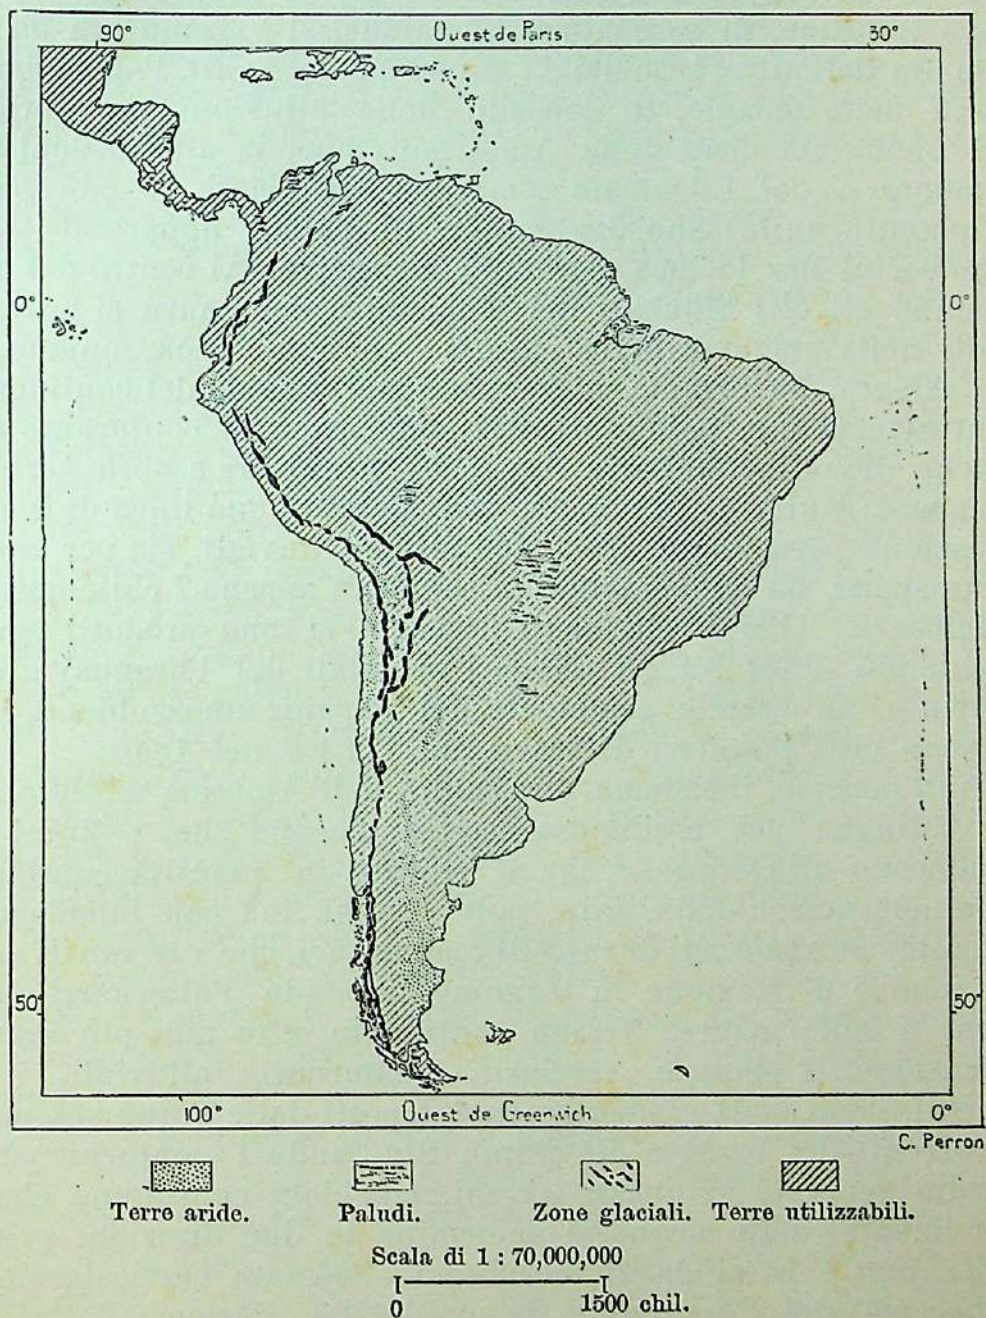 90° Ouest de Paris 30°
0° 0°
50° 50°
100° Ouest de Greenwich 0°
C. Perron
Terre aride. Paludi. Zone glaciali. Terre utilizzabili.
Scala di 1 : 70,000,000
0 1500 chil.